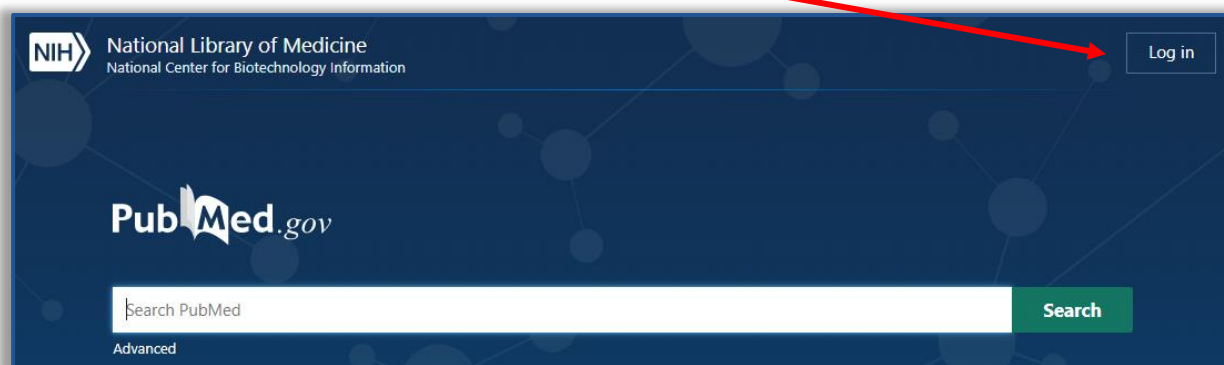 NIH
National Library of Medicine
National Center for Biotechnology Information
Log in
PubMed.gov
Search PubMed
Search
Advanced